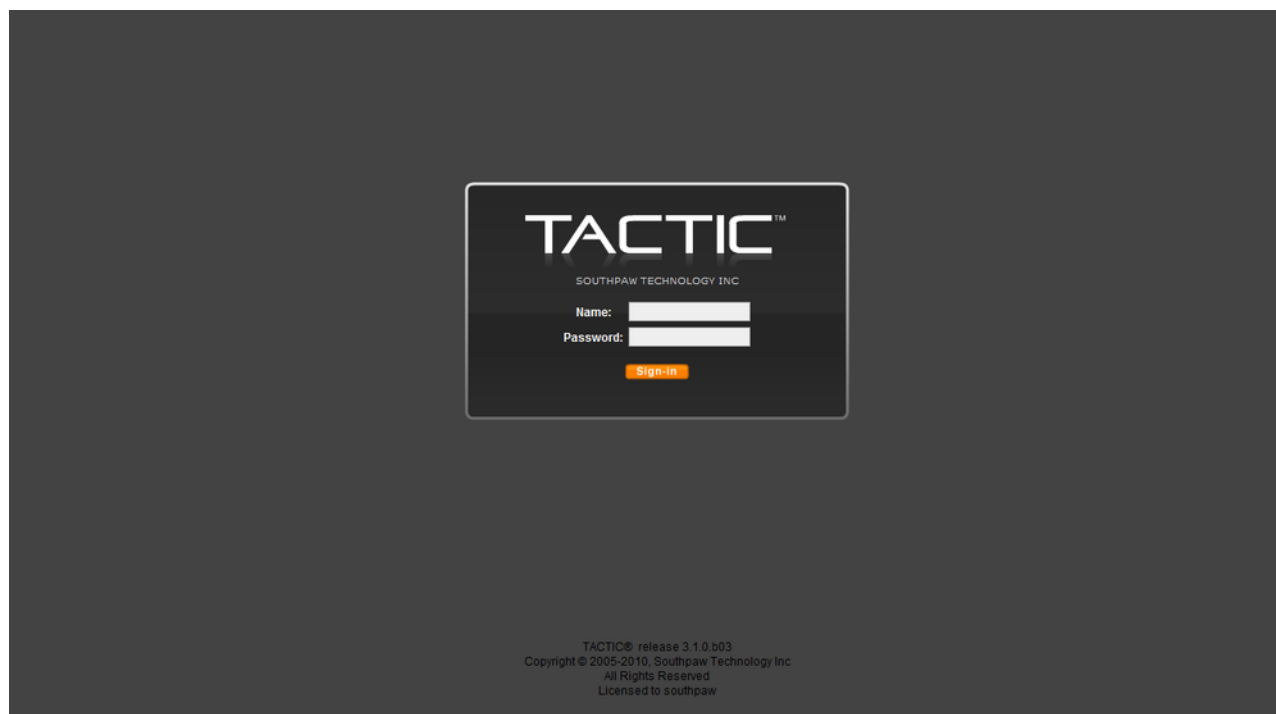 TACTIC™
SOUTHPAW TECHNOLOGY INC
Name:
Password:
Sign-in
TACTIC® release 3.1.0.b03
Copyright © 2005-2010, Southpaw Technology Inc
All Rights Reserved
Licensed to southpaw